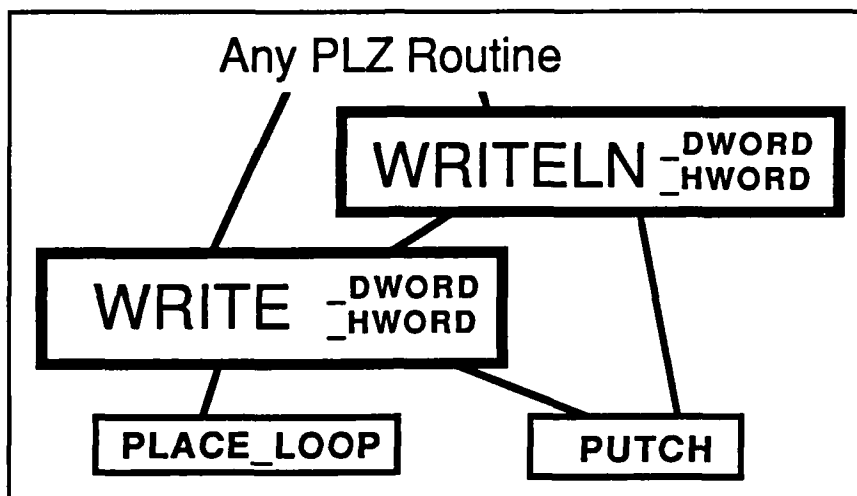 Any PLZ Routine
WRITELN _DWORD
_HWORD
WRITE _DWORD
_HWORD
PLACE_LOOP
PUTCH